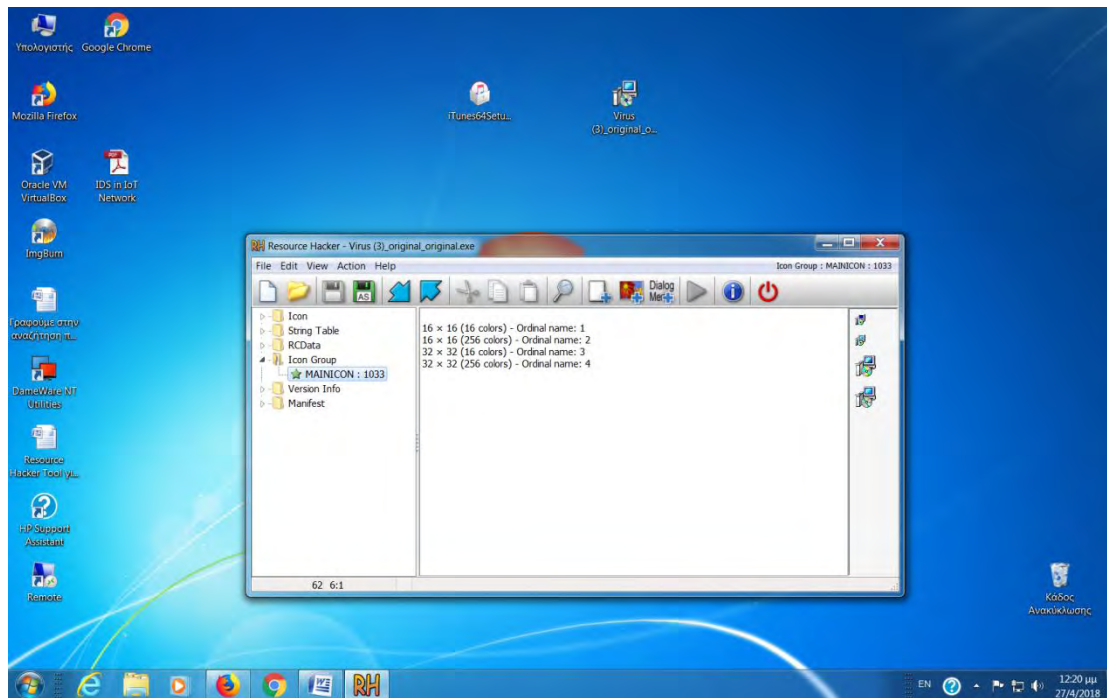 Υπολογιστής
Google Chrome
Mozilla Firefox
Oracle VM
VirtualBox
IDS in IoT
Network
ImgBurn
Γραφουμε στην
αναζήτηση π...
DameWare NT
Utilities
Resource
Hacker Tool γι...
HP Support
Assistant
Remote
iTunes64Setu...
Virus
(3)_original_o...
Κάδος
Ανακύκλωσης
RH Resource Hacker - Virus (3)_original_original.exe
File Edit View Action Help
Icon Group : MAINICON : 1033
AS
Dialog
Menu
Icon
String Table
RCData
Icon Group
MAINICON : 1033
Version Info
Manifest
16 × 16 (16 colors) - Ordinal name: 1
16 × 16 (256 colors) - Ordinal name: 2
32 × 32 (16 colors) - Ordinal name: 3
32 × 32 (256 colors) - Ordinal name: 4
62 6:1
RH
EN
12:20 μμ
27/4/2018